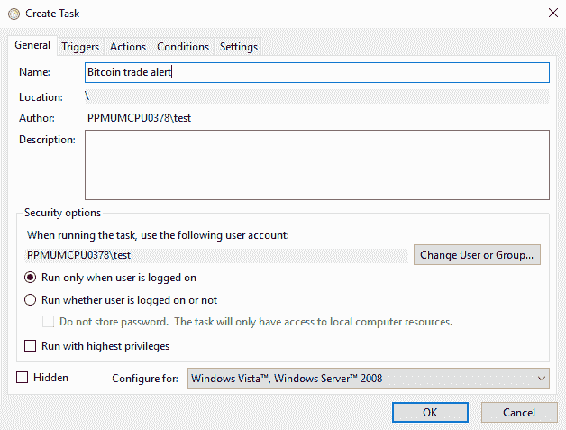 Create Task
General Triggers Actions Conditions Settings
Name: Bitcoin trade alert
Location: \
Author: PPMUMCPU0378\test
Description:
Security options
When running the task, use the following user account:
PPMUMCPU0378\test Change User or Group...
Run only when user is logged on
Run whether user is logged on or not
Do not store password. The task will only have access to local computer resources.
Run with highest privileges
Hidden Configure for: Windows Vista™, Windows Server™ 2008
OK Cancel